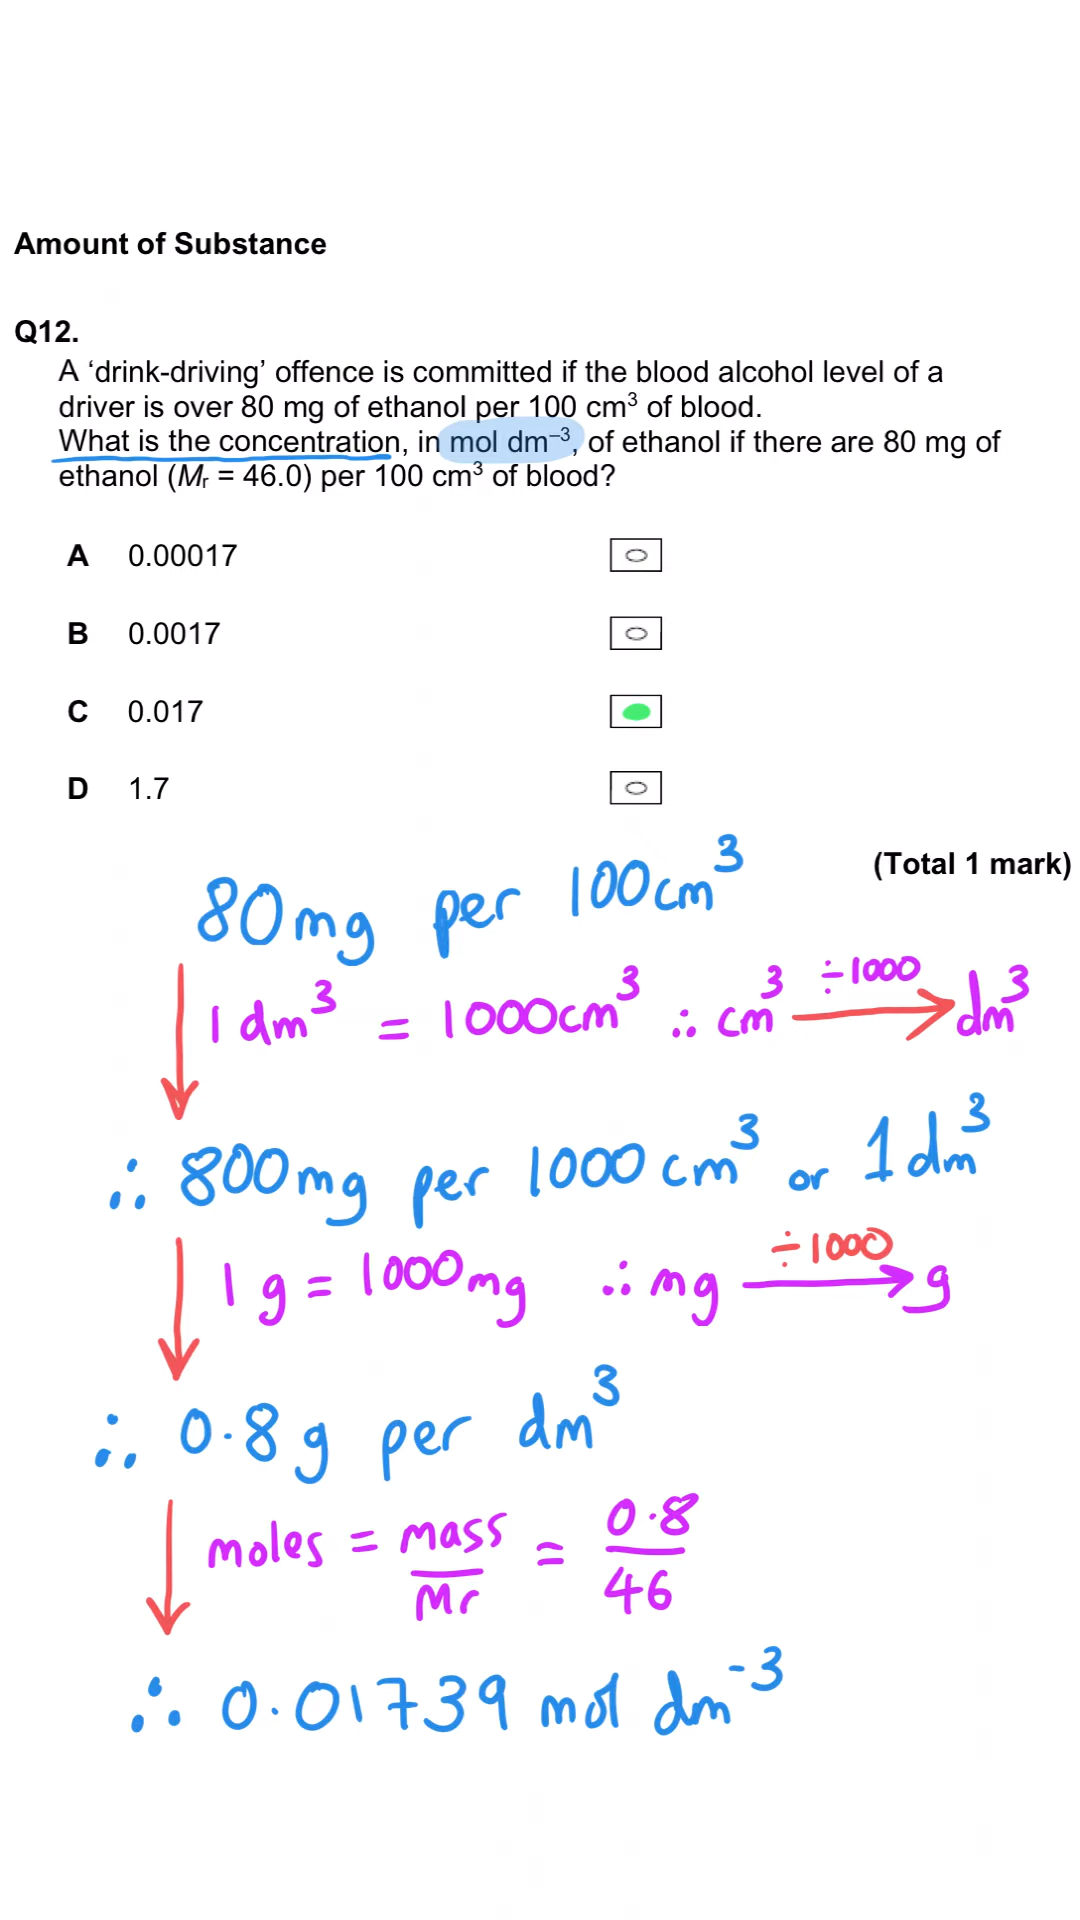 Amount of Substance
Q12.
A ‘drink-driving’ offence is committed if the blood alcohol level of a
driver is over 80 mg of ethanol per 100 cm³ of blood.
What is the concentration, in mol dm⁻³, of ethanol if there are 80 mg of
ethanol (Mr = 46.0) per 100 cm³ of blood?
A 0.00017
B 0.0017
C 0.017
D 1.7
(Total 1 mark)
80mg per 100cm³
1 dm³ = 1000cm³ ∴ cm³ ÷1000 → dm³
∴ 800mg per 1000 cm³ or 1dm³
1 g = 1000mg ∴ mg ÷1000 → g
∴ 0.8g per dm³
moles = mass/Mr = 0.8/46
∴ 0.01739 mol dm⁻³